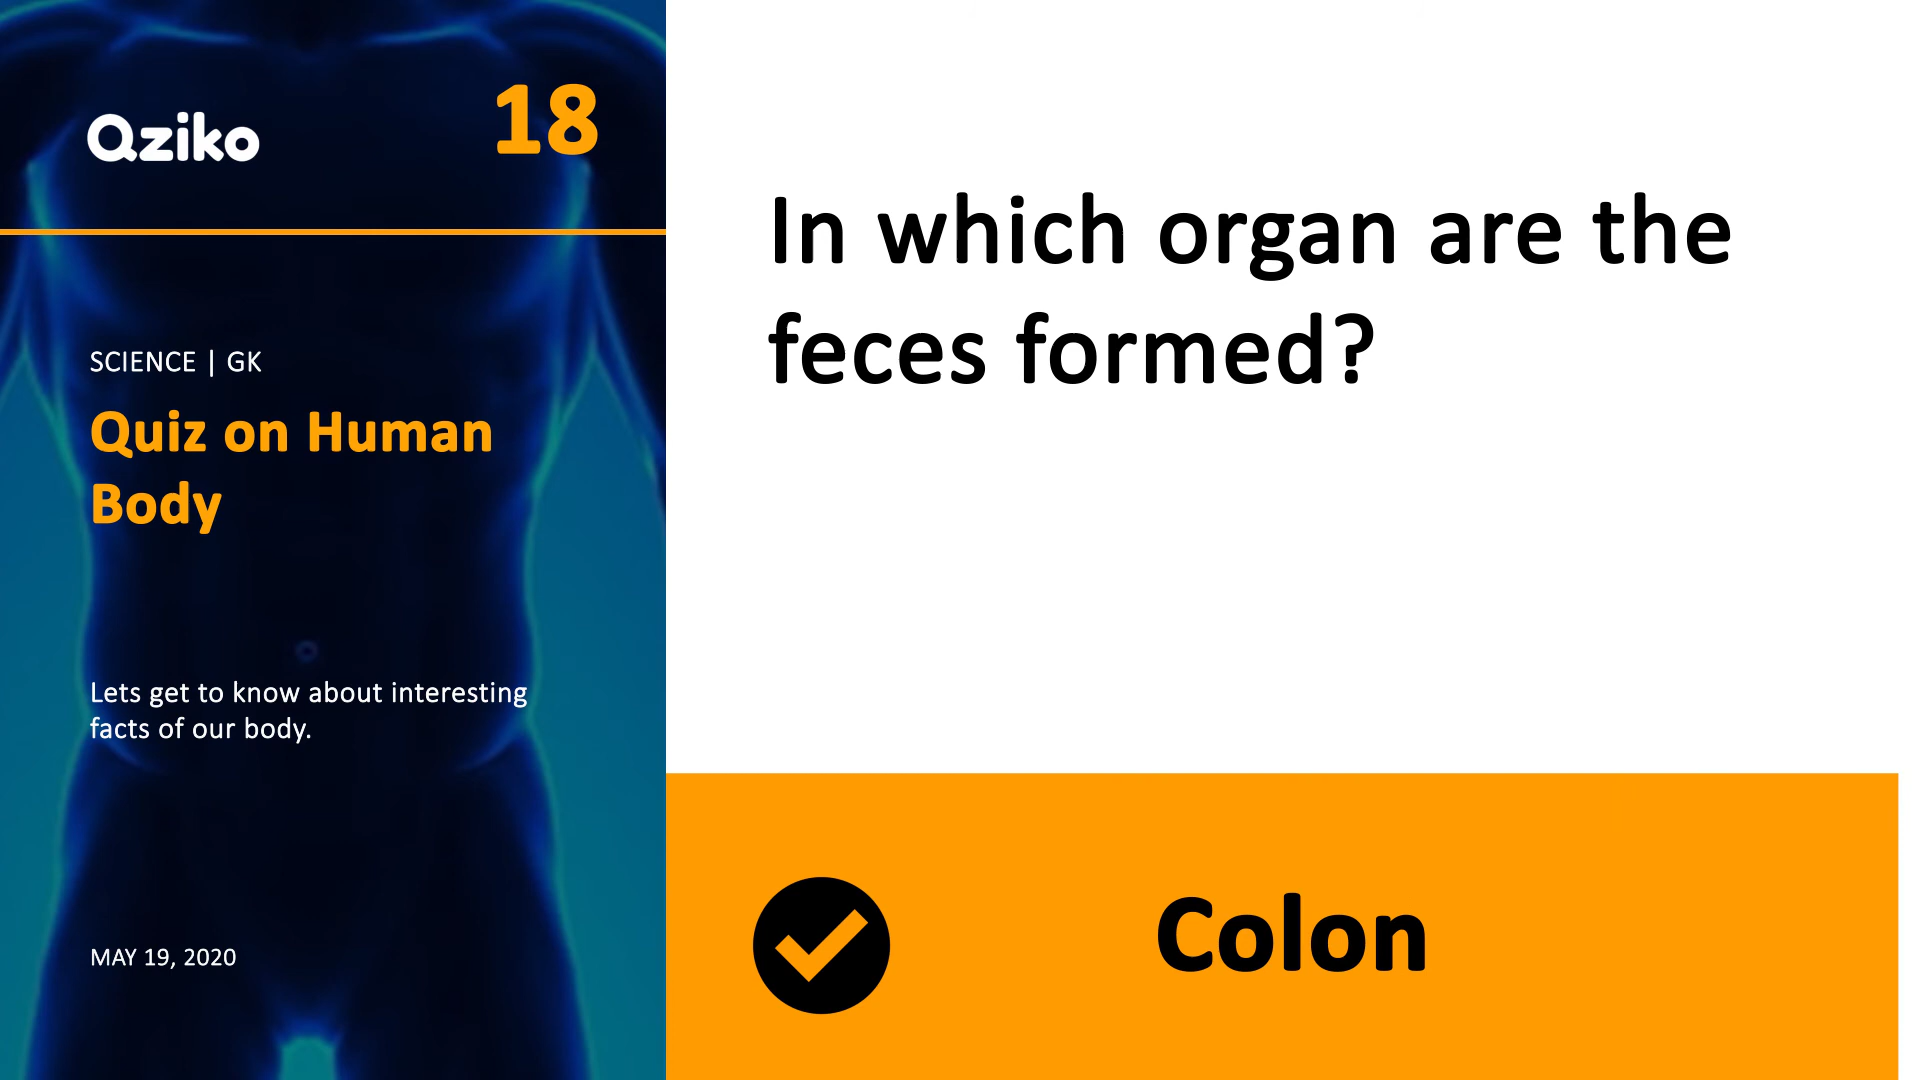 Qziko
18
SCIENCE | GK
Quiz on Human
Body
Lets get to know about interesting
facts of our body.
MAY 19, 2020
In which organ are the
feces formed?
Colon